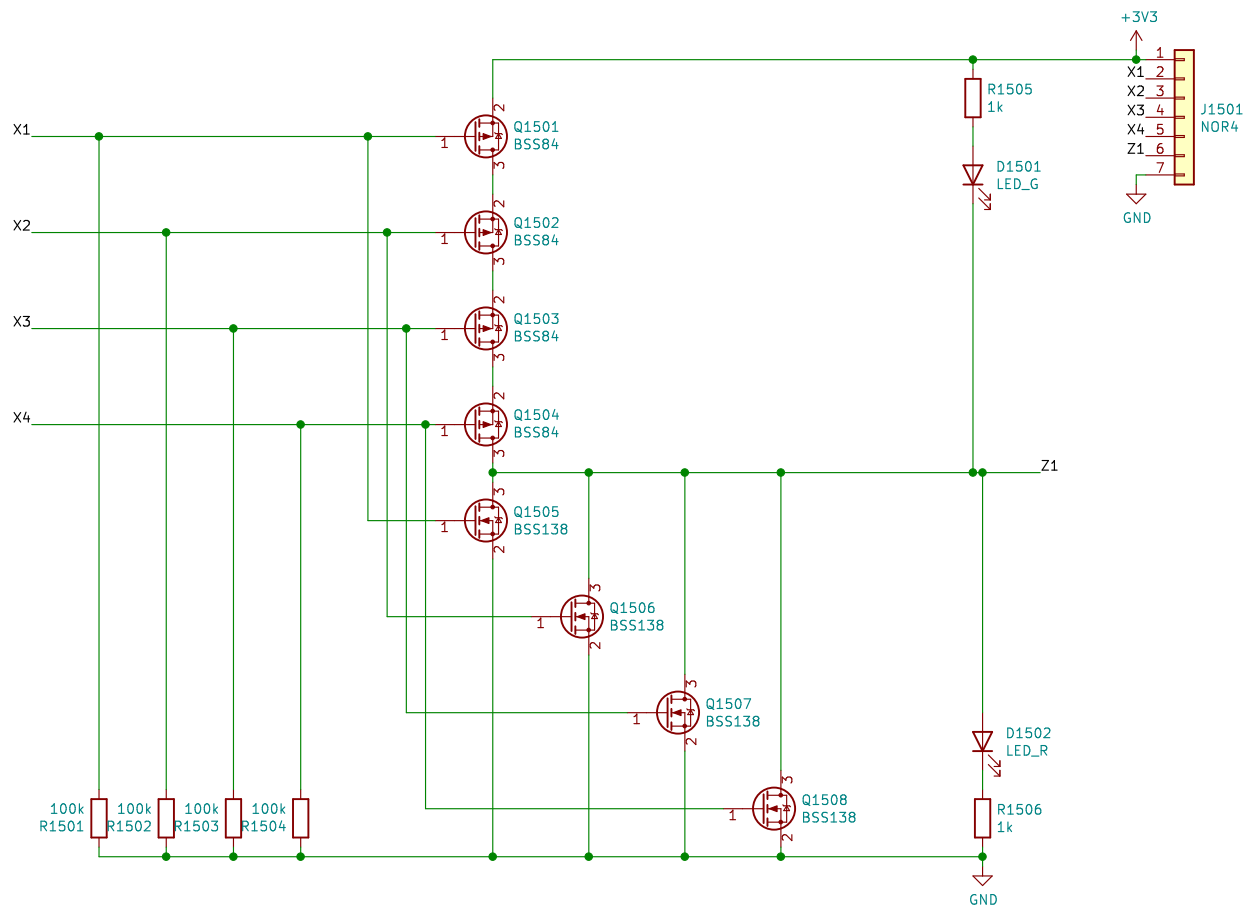 +3V3
1
X1 2
X2 3
X3 4
X4 5
Z1 6
7
J1501
NOR4
GND
R1505
1k
D1501
LED_G
X1
1
2
3
Q1501
BSS84
X2
1
2
3
Q1502
BSS84
X3
1
2
3
Q1503
BSS84
X4
1
2
3
Q1504
BSS84
Z1
3
1
2
Q1505
BSS138
3
1
2
Q1506
BSS138
3
1
2
Q1507
BSS138
3
1
2
Q1508
BSS138
D1502
LED_R
R1506
1k
GND
100k
R1501
100k
R1502
100k
R1503
100k
R1504